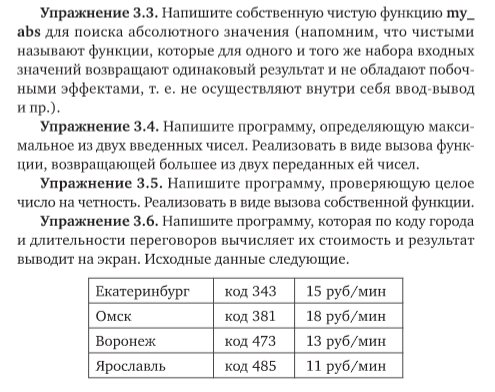 Упражнение 3.3. Напишите собственную чистую функцию my_
abs для поиска абсолютного значения (напомним, что чистыми
называют функции, которые для одного и того же набора входных
значений возвращают одинаковый результат и не обладают побоч-
ными эффектами, т. е. не осуществляют внутри себя ввод-вывод
и пр.).
Упражнение 3.4. Напишите программу, определяющую макси-
мальное из двух введенных чисел. Реализовать в виде вызова функ-
ции, возвращающей большее из двух переданных ей чисел.
Упражнение 3.5. Напишите программу, проверяющую целое
число на четность. Реализовать в виде вызова собственной функции.
Упражнение 3.6. Напишите программу, которая по коду города
и длительности переговоров вычисляет их стоимость и результат
выводит на экран. Исходные данные следующие.
Екатеринбург код 343 15 руб/мин
Омск код 381 18 руб/мин
Воронеж код 473 13 руб/мин
Ярославль код 485 11 руб/мин